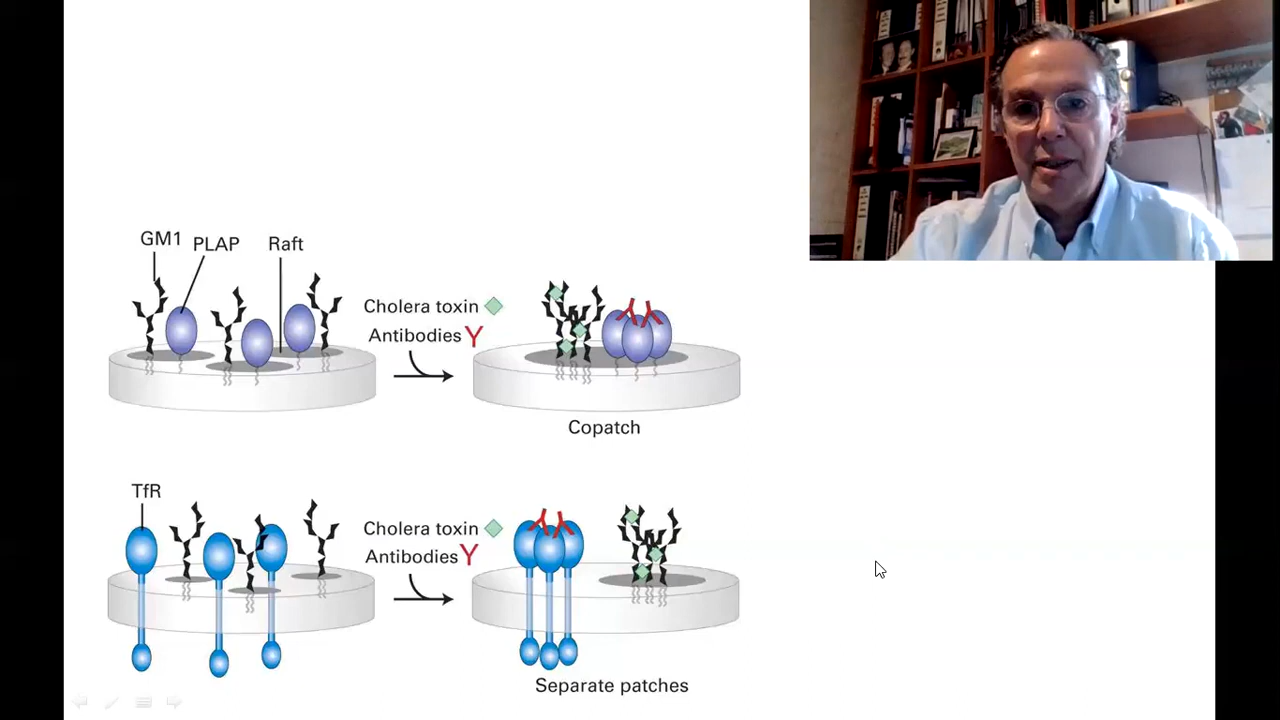 GM1 PLAP Raft
Cholera toxin
Antibodies
Copatch
TfR
Cholera toxin
Antibodies
Separate patches